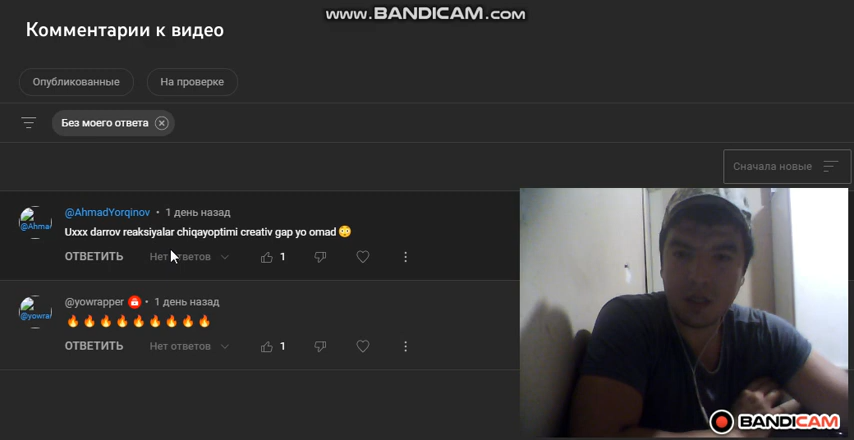 www.BANDICAM.com
Комментарии к видео
Опубликованные
На проверке
Без моего ответа
Сначала новые
@AhmadYorqinov • 1 день назад
@Ahma
Uxxx darrov reaksiyalar chiqayoptimi creativ gap yo omad 😳
ОТВЕТИТЬ
Нет ответов
1
@yowrapper • 1 день назад
@yowra
🔥🔥🔥🔥🔥🔥🔥🔥🔥
ОТВЕТИТЬ
Нет ответов
1
BANDICAM